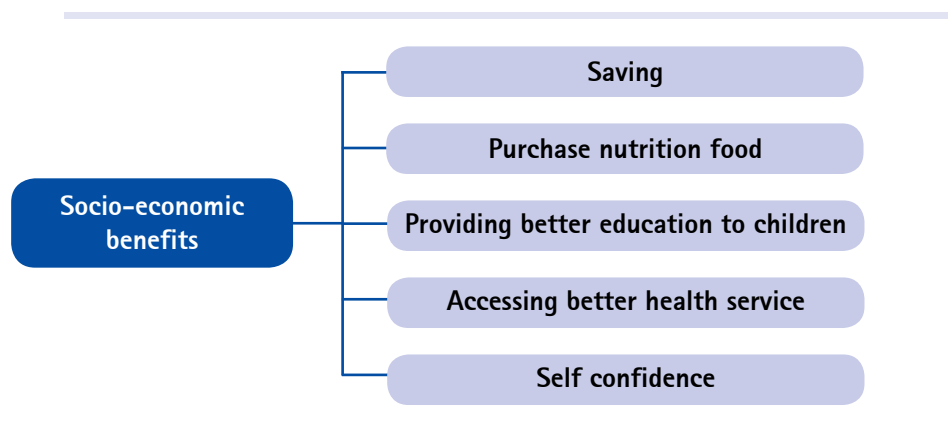 Socio-economic
benefits
Saving
Purchase nutrition food
Providing better education to children
Accessing better health service
Self confidence